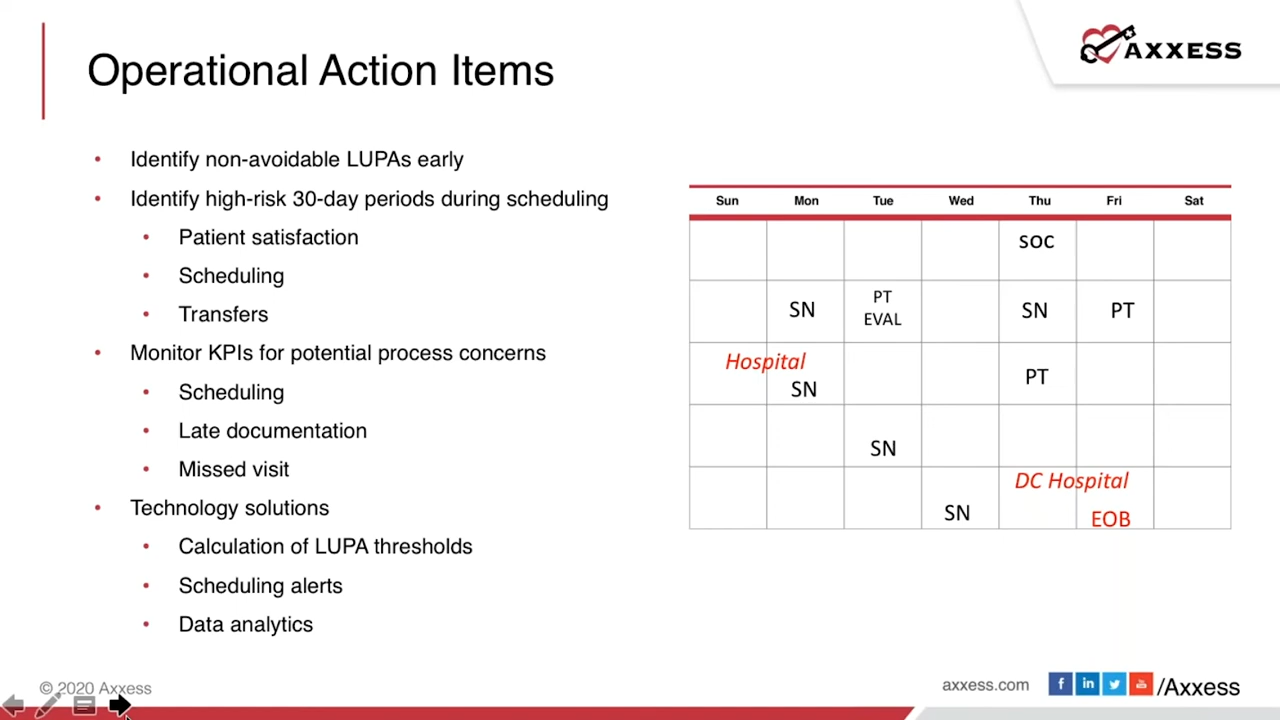 Operational Action Items
AXXESS
• Identify non-avoidable LUPAs early
• Identify high-risk 30-day periods during scheduling
• Patient satisfaction
• Scheduling
• Transfers
• Monitor KPIs for potential process concerns
• Scheduling
• Late documentation
• Missed visit
• Technology solutions
• Calculation of LUPA thresholds
• Scheduling alerts
• Data analytics
Sun Mon Tue Wed Thu Fri Sat
SOC
SN PT EVAL SN PT
Hospital
SN PT
SN
DC Hospital
SN EOB
© 2020 Axxess
axxess.com f in You Tube /Axxess